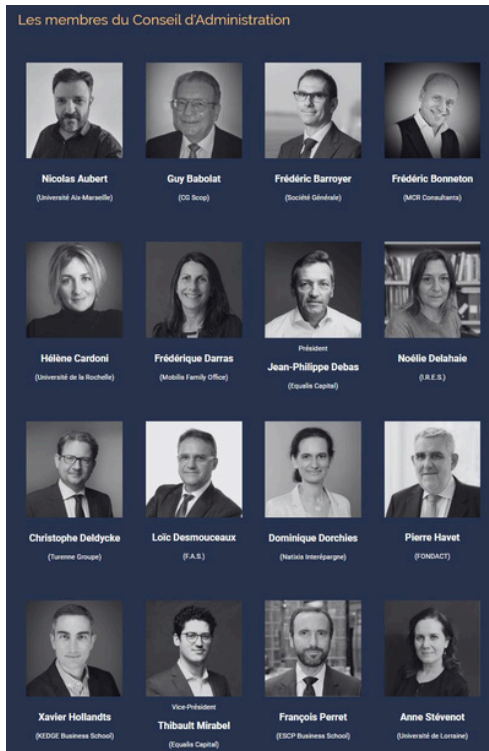 Les membres du Conseil d'Administration
Nicolas Aubert
(Université Aix-Marseille)
Guy Babolat
(CG Scop)
Frédéric Barroyer
(Société Générale)
Frédéric Bonneton
(MCR Consultants)
Hélène Cardoni
(Université de la Rochelle)
Frédérique Darras
(Mobilis Family Office)
Président
Jean-Philippe Debas
(Equalis Capital)
Noélie Delahaie
(I.R.E.S.)
Christophe Deldycke
(Turenne Groupe)
Loïc Desmouceaux
(F.A.S.)
Dominique Dorchies
(Natixis Interépargne)
Pierre Havet
(FONDACT)
Xavier Hollandts
(KEDGE Business School)
Vice-Président
Thibault Mirabel
(Equalis Capital)
François Perret
(ESCP Business School)
Anne Stévenot
(Université de Lorraine)